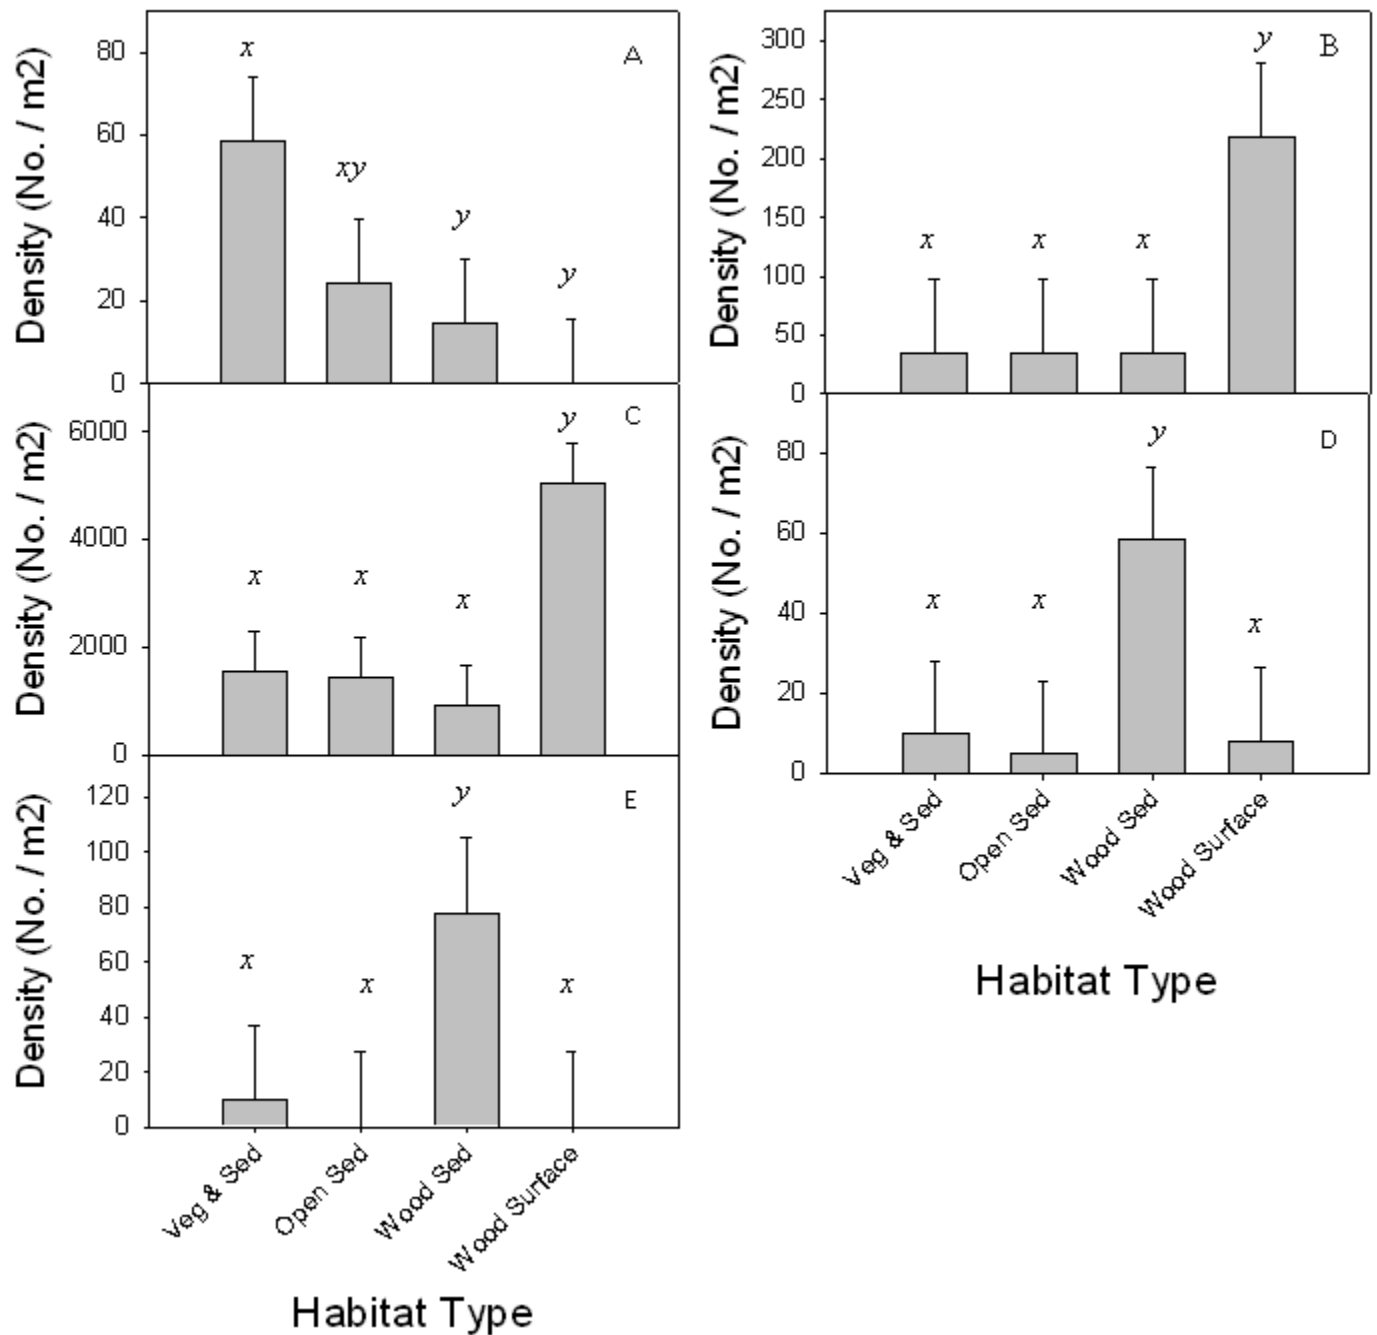 Density (No. / m2)
80
60
40
20
0
x
xy
y
y
A
Density (No. / m2)
300
250
200
150
100
50
0
x
x
x
y
B
Density (No. / m2)
6000
4000
2000
0
x
x
x
y
C
Density (No. / m2)
80
60
40
20
0
x
x
y
x
D
Veg & Sed
Open Sed
Wood Sed
Wood Surface
Habitat Type
Density (No. / m2)
120
100
80
60
40
20
0
x
x
y
x
E
Veg & Sed
Open Sed
Wood Sed
Wood Surface
Habitat Type